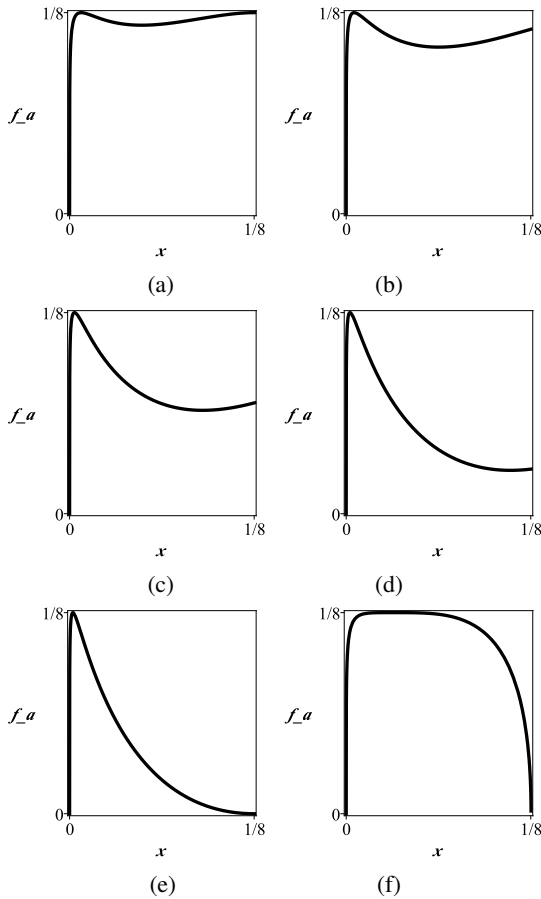 1/8 1/8
f_a f_a
0 0
0 1/8 0 1/8
x x
(a) (b)
1/8 1/8
f_a f_a
0 0
0 1/8 0 1/8
x x
(c) (d)
1/8 1/8
f_a f_a
0 0
0 1/8 0 1/8
x x
(e) (f)